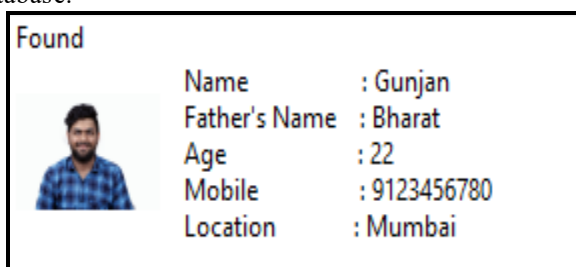 Found
Name : Gunjan
Father's Name : Bharat
Age : 22
Mobile : 9123456780
Location : Mumbai